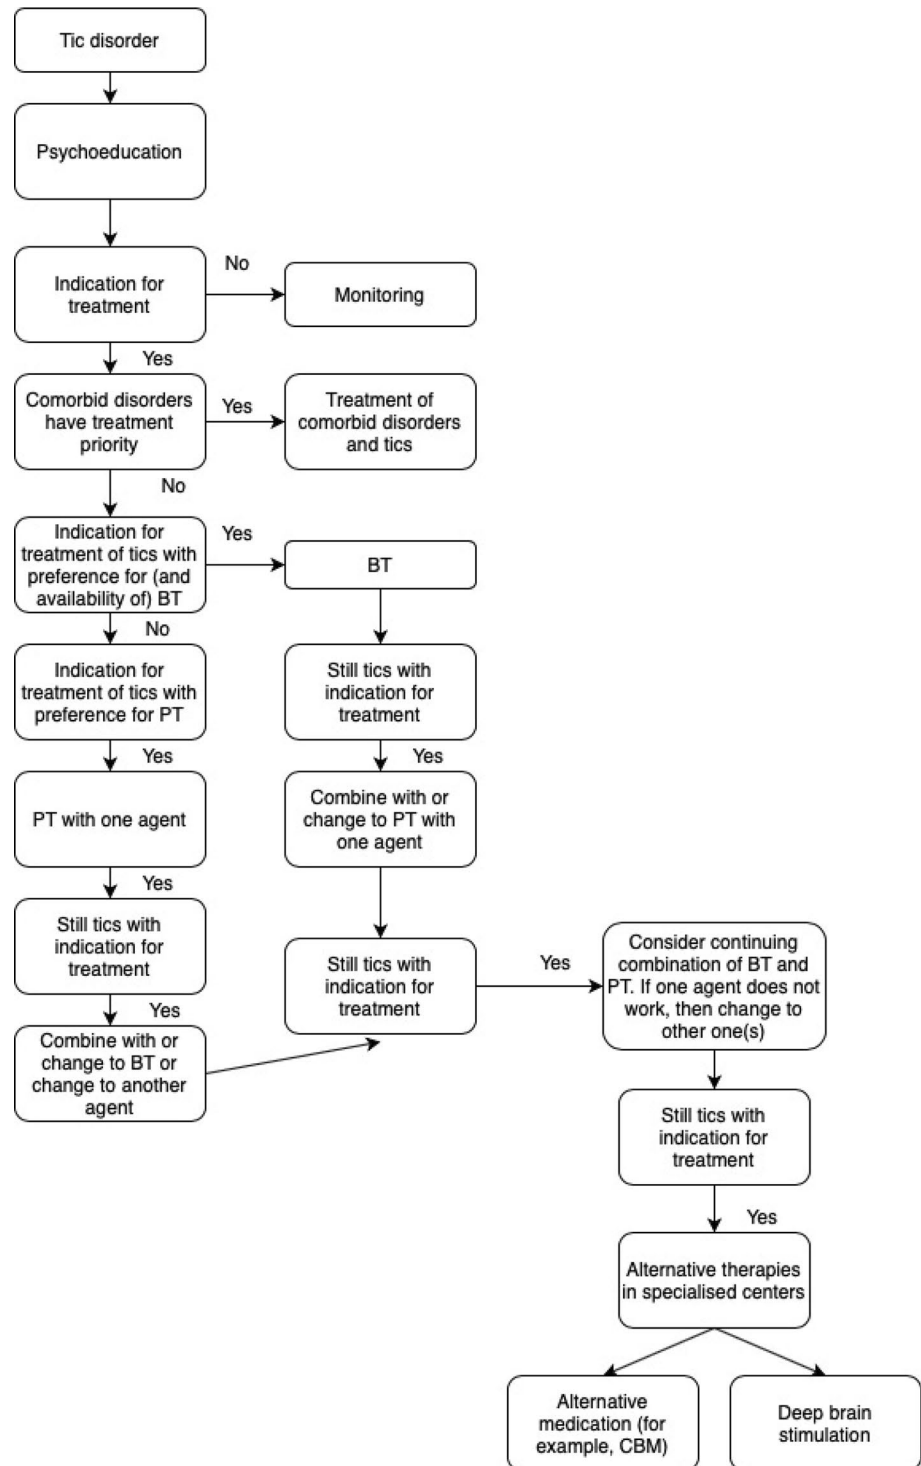 Tic disorder
Psychoeducation
Indication for
treatment
No
Monitoring
Yes
Comorbid disorders
have treatment
priority
Yes
Treatment of
comorbid disorders
and tics
No
Indication for
treatment of tics with
preference for (and
availability of) BT
Yes
BT
No
Indication for
treatment of tics with
preference for PT
Still tics with
indication for
treatment
Yes
Yes
PT with one agent
Combine with or
change to PT with
one agent
Yes
Still tics with
indication for
treatment
Still tics with
indication for
treatment
Yes
Consider continuing
combination of BT and
PT. If one agent does not
work, then change to
other one(s)
Yes
Combine with or
change to BT or
change to another
agent
Still tics with
indication for
treatment
Yes
Alternative therapies
in specialised centers
Alternative
medication (for
example, CBM)
Deep brain
stimulation